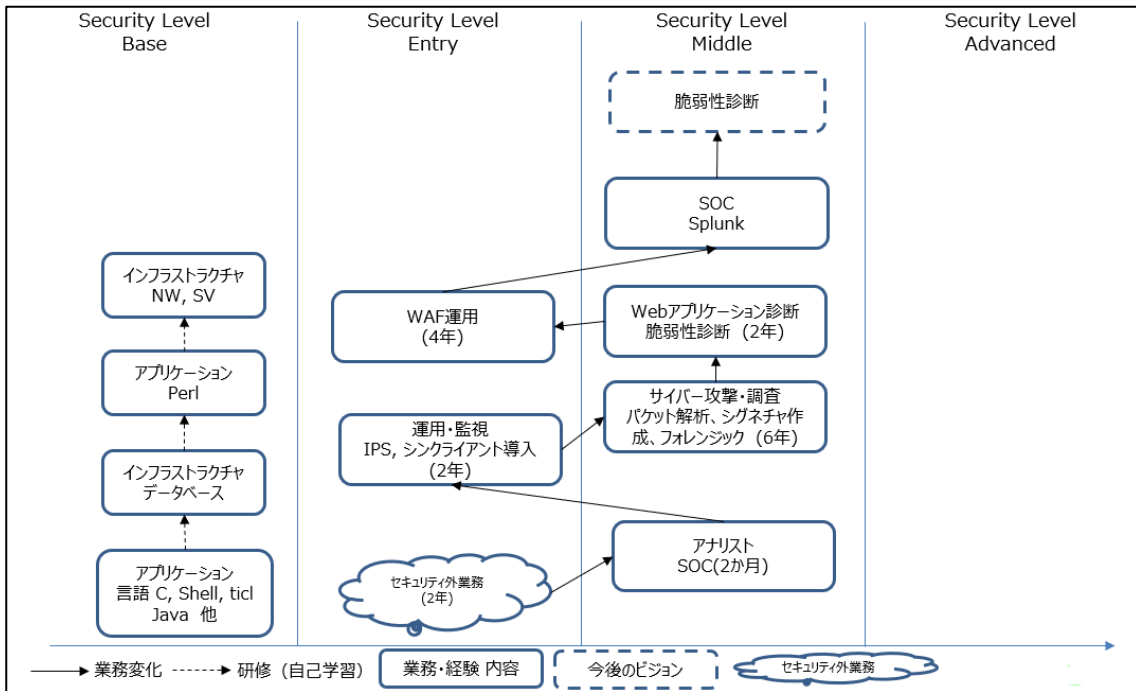 Security Level
Base
Security Level
Entry
Security Level
Middle
Security Level
Advanced
脆弱性診断
SOC
Splunk
インフラストラクチャ
NW, SV
WAF運用
(4年)
Webアプリケーション診断
脆弱性診断 (2年)
アプリケーション
Perl
サイバー攻撃・調査
パケット解析、シグネチャ作
成、フォレンジック (6年)
運用・監視
IPS, シンクライアント導入
(2年)
インフラストラクチャ
データベース
アナリスト
SOC(2か月)
アプリケーション
言語 C, Shell, ticl
Java 他
セキュリティ外業務
(2年)
業務変化
研修 (自己学習)
業務・経験 内容
今後のビジョン
セキュリティ外業務